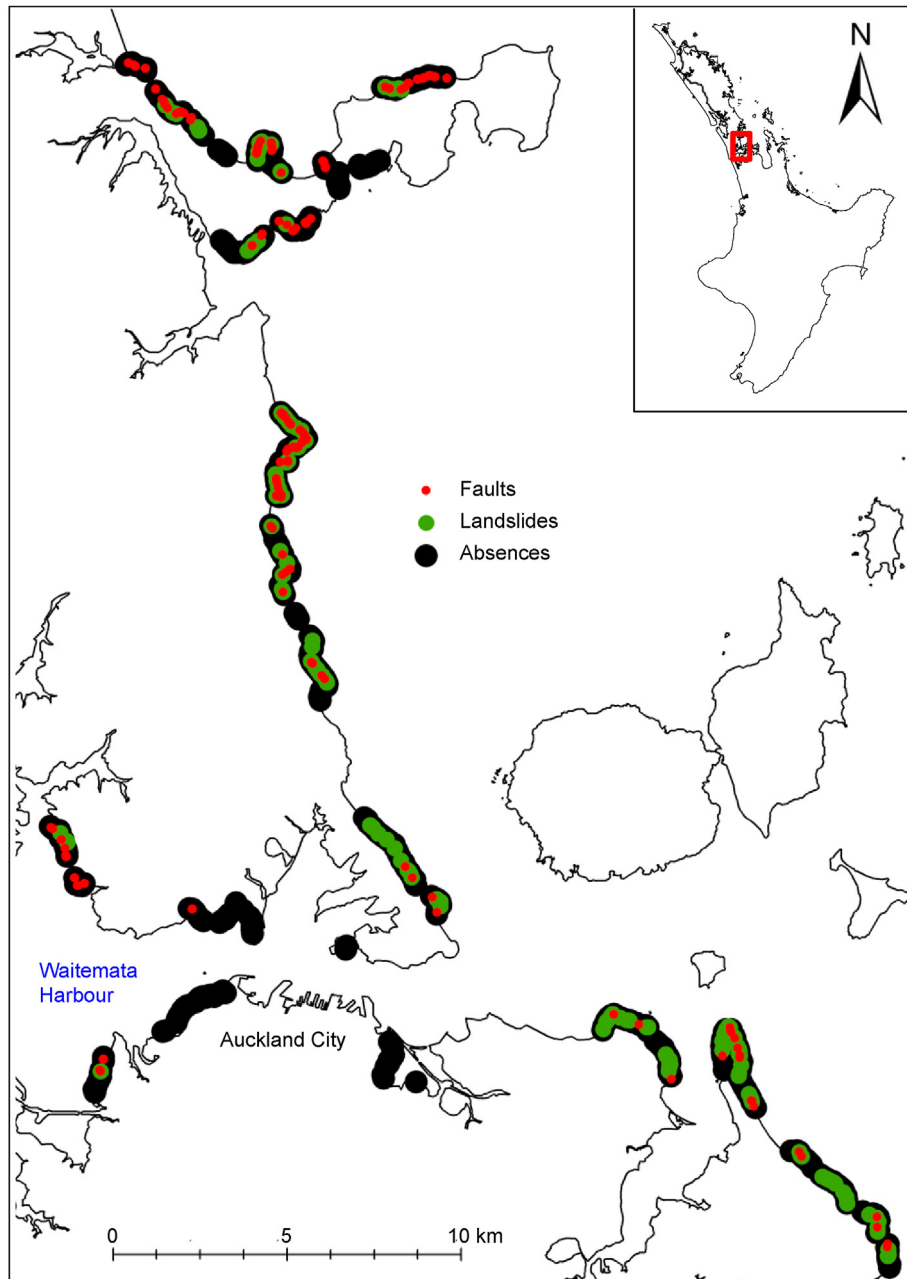 N
Faults
Landslides
Absences
Waitemata
Harbour
Auckland City
0 5 10 km